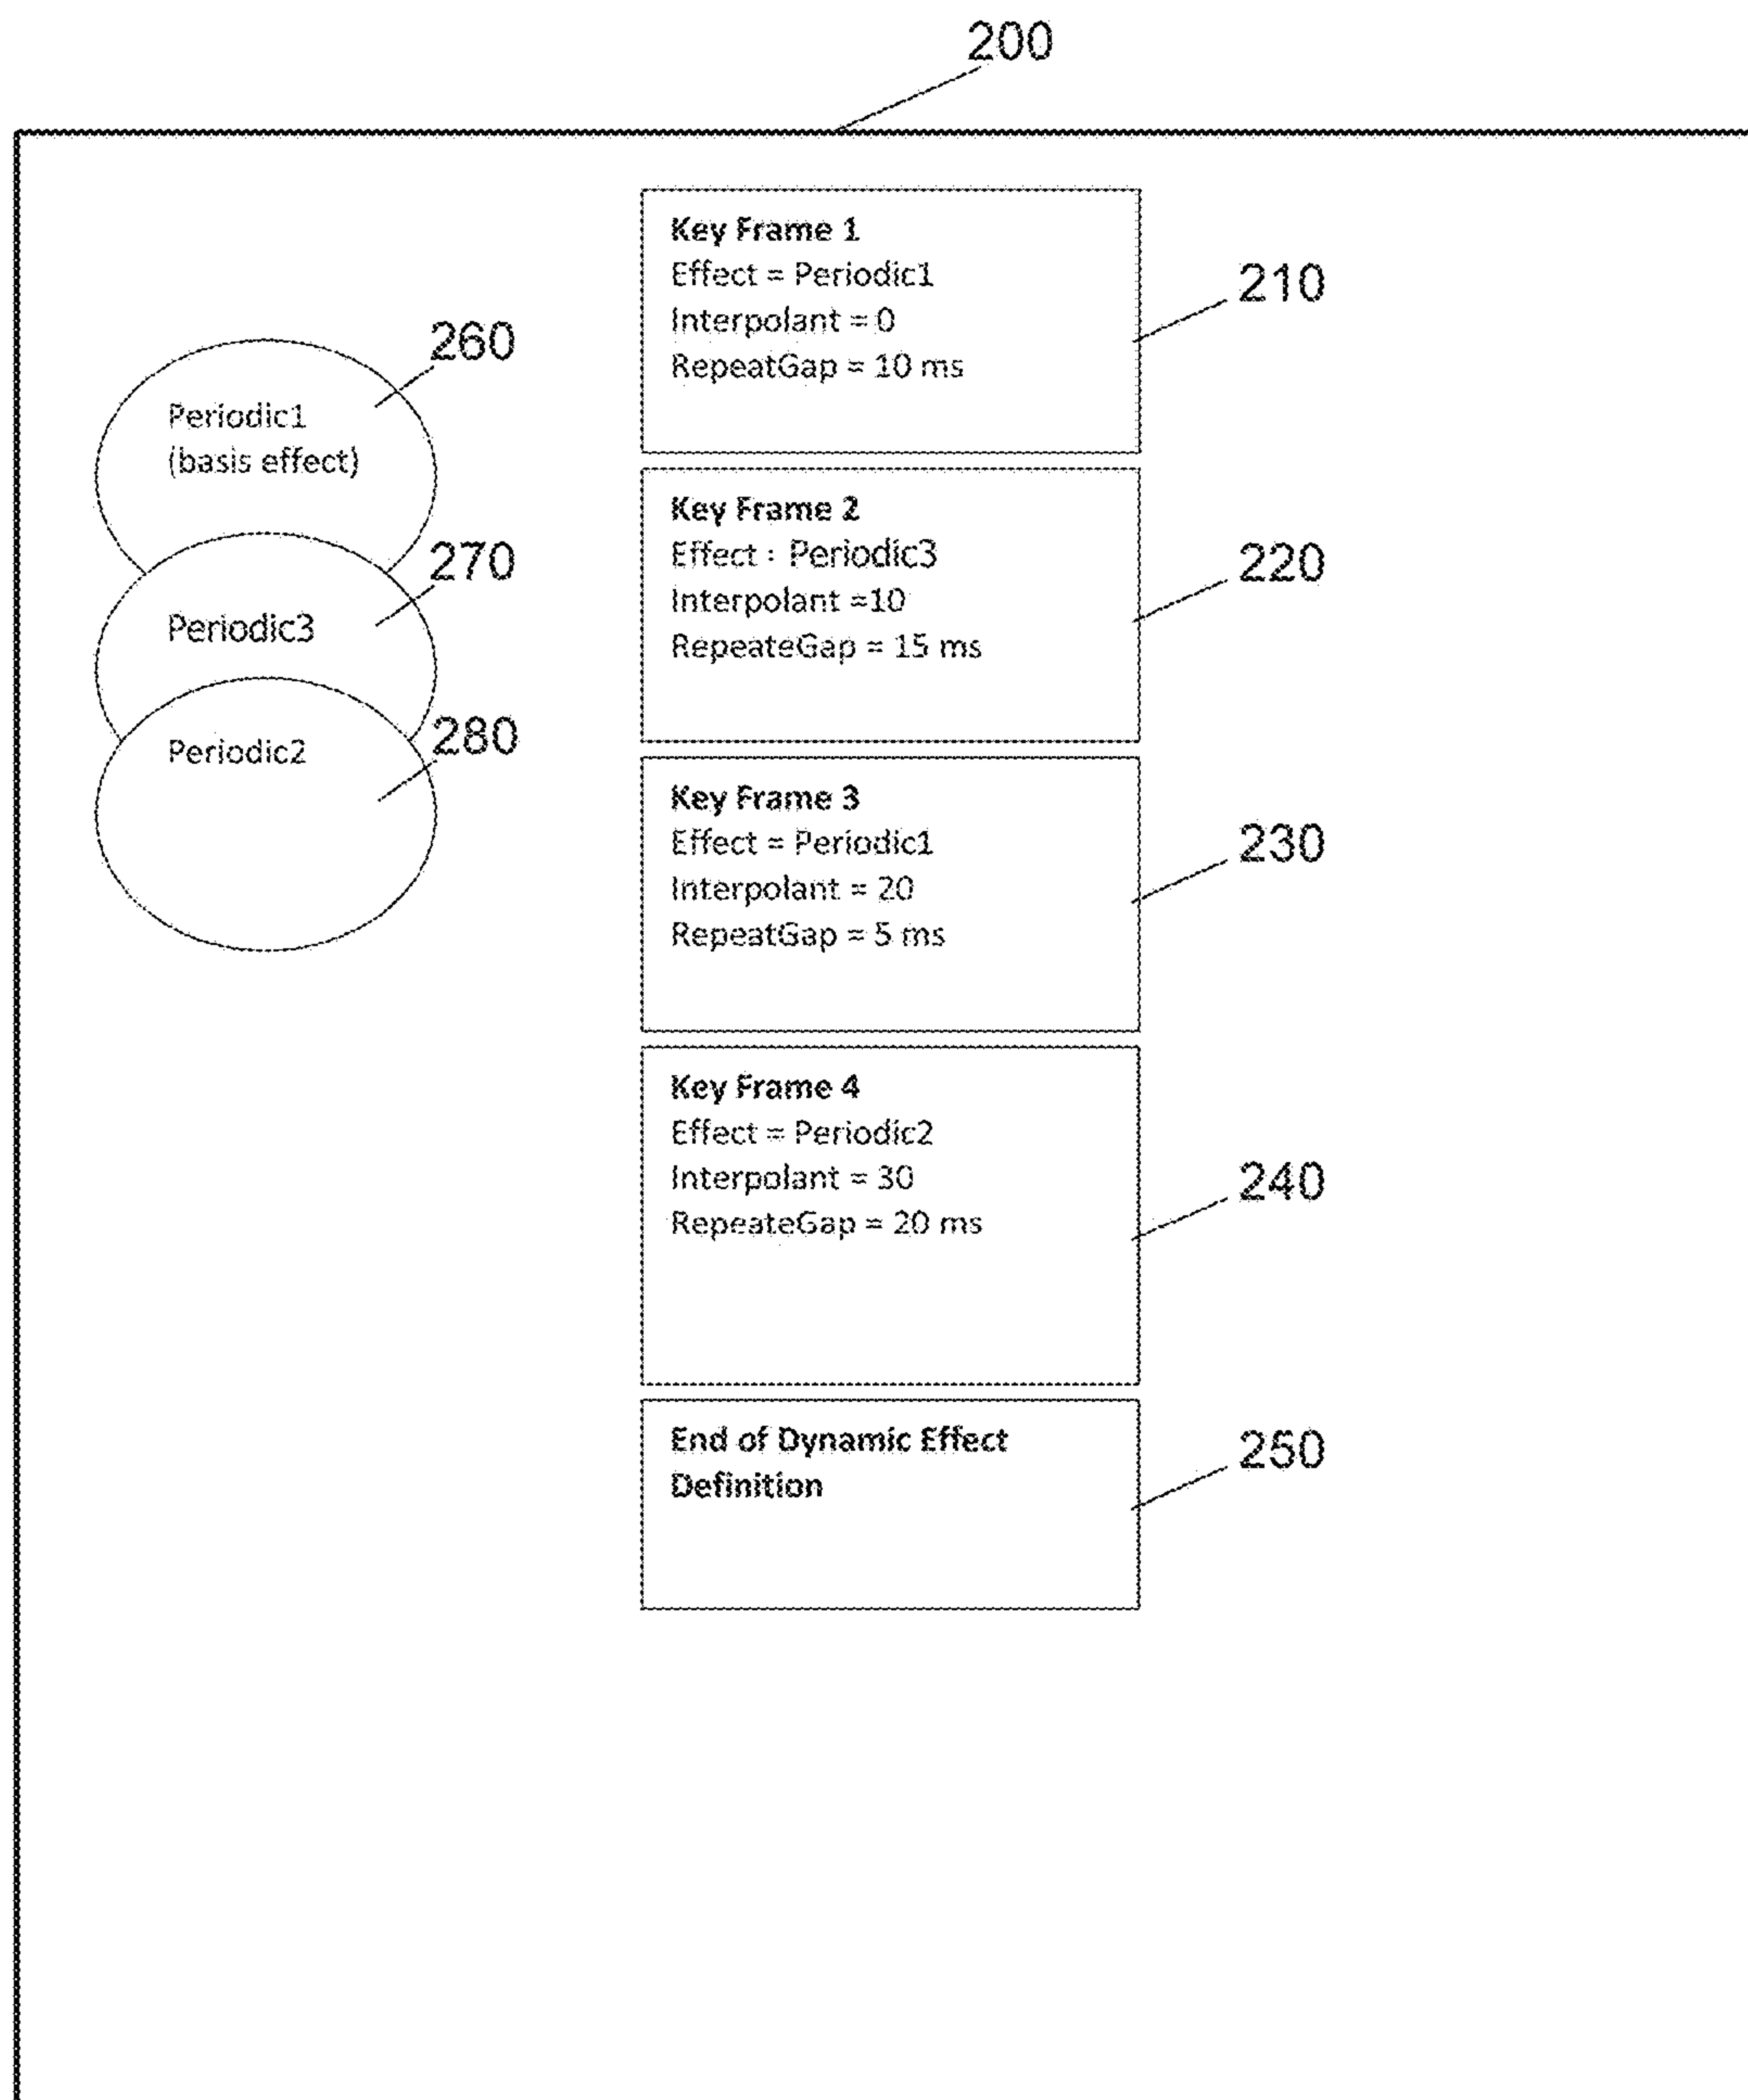 200
Key Frame 1
Effect = Periodic1
Interpolant = 0
RepeatGap = 10 ms
210
260
Periodic1
(basis effect)
Key Frame 2
Effect : Periodic3
Interpolant =10
RepeateGap = 15 ms
220
270
Periodic3
280
Periodic2
Key Frame 3
Effect = Periodic1
Interpolant = 20
RepeatGap = 5 ms
230
Key Frame 4
Effect = Periodic2
Interpolant = 30
RepeateGap = 20 ms
240
End of Dynamic Effect
Definition
250